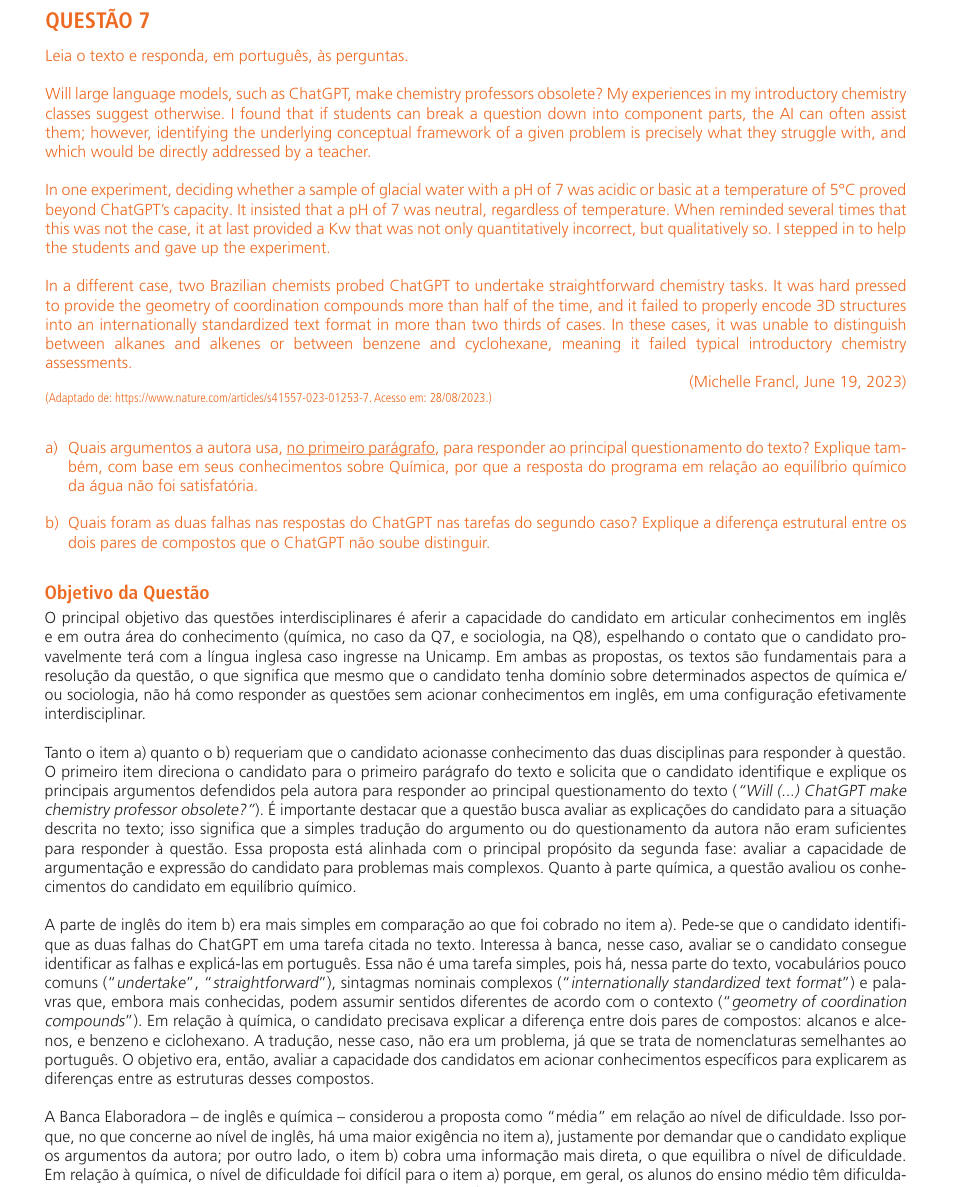 QUESTÃO 7
Leia o texto e responda, em português, às perguntas.
Will large language models, such as ChatGPT, make chemistry professors obsolete? My experiences in my introductory chemistry
classes suggest otherwise. I found that if students can break a question down into component parts, the AI can often assist
them; however, identifying the underlying conceptual framework of a given problem is precisely what they struggle with, and
which would be directly addressed by a teacher.
In one experiment, deciding whether a sample of glacial water with a pH of 7 was acidic or basic at a temperature of 5°C proved
beyond ChatGPT’s capacity. It insisted that a pH of 7 was neutral, regardless of temperature. When reminded several times that
this was not the case, it at last provided a Kw that was not only quantitatively incorrect, but qualitatively so. I stepped in to help
the students and gave up the experiment.
In a different case, two Brazilian chemists probed ChatGPT to undertake straightforward chemistry tasks. It was hard pressed
to provide the geometry of coordination compounds more than half of the time, and it failed to properly encode 3D structures
into an internationally standardized text format in more than two thirds of cases. In these cases, it was unable to distinguish
between alkanes and alkenes or between benzene and cyclohexane, meaning it failed typical introductory chemistry
assessments.
(Michelle Francl, June 19, 2023)
(Adaptado de: https://www.nature.com/articles/s41557-023-01253-7. Acesso em: 28/08/2023.)
a) Quais argumentos a autora usa, no primeiro parágrafo, para responder ao principal questionamento do texto? Explique tam-
bém, com base em seus conhecimentos sobre Química, por que a resposta do programa em relação ao equilíbrio químico
da água não foi satisfatória.
b) Quais foram as duas falhas nas respostas do ChatGPT nas tarefas do segundo caso? Explique a diferença estrutural entre os
dois pares de compostos que o ChatGPT não soube distinguir.
Objetivo da Questão
O principal objetivo das questões interdisciplinares é aferir a capacidade do candidato em articular conhecimentos em inglês
e em outra área do conhecimento (química, no caso da Q7, e sociologia, na Q8), espelhando o contato que o candidato pro-
vavelmente terá com a língua inglesa caso ingresse na Unicamp. Em ambas as propostas, os textos são fundamentais para a
resolução da questão, o que significa que mesmo que o candidato tenha domínio sobre determinados aspectos de química e/
ou sociologia, não há como responder as questões sem acionar conhecimentos em inglês, em uma configuração efetivamente
interdisciplinar.
Tanto o item a) quanto o b) requeriam que o candidato acionasse conhecimento das duas disciplinas para responder à questão.
O primeiro item direciona o candidato para o primeiro parágrafo do texto e solicita que o candidato identifique e explique os
principais argumentos defendidos pela autora para responder ao principal questionamento do texto (“Will (...) ChatGPT make
chemistry professor obsolete?”). É importante destacar que a questão busca avaliar as explicações do candidato para a situação
descrita no texto; isso significa que a simples tradução do argumento ou do questionamento da autora não eram suficientes
para responder à questão. Essa proposta está alinhada com o principal propósito da segunda fase: avaliar a capacidade de
argumentação e expressão do candidato para problemas mais complexos. Quanto à parte química, a questão avaliou os conhe-
cimentos do candidato em equilíbrio químico.
A parte de inglês do item b) era mais simples em comparação ao que foi cobrado no item a). Pede-se que o candidato identifi-
que as duas falhas do ChatGPT em uma tarefa citada no texto. Interessa à banca, nesse caso, avaliar se o candidato consegue
identificar as falhas e explicá-las em português. Essa não é uma tarefa simples, pois há, nessa parte do texto, vocabulários pouco
comuns (“undertake”, “straightforward”), sintagmas nominais complexos (“internationally standardized text format”) e pala-
vras que, embora mais conhecidas, podem assumir sentidos diferentes de acordo com o contexto (“geometry of coordination
compounds”). Em relação à química, o candidato precisava explicar a diferença entre dois pares de compostos: alcanos e alce-
nos, e benzeno e ciclohexano. A tradução, nesse caso, não era um problema, já que se trata de nomenclaturas semelhantes ao
português. O objetivo era, então, avaliar a capacidade dos candidatos em acionar conhecimentos específicos para explicarem as
diferenças entre as estruturas desses compostos.
A Banca Elaboradora – de inglês e química – considerou a proposta como “média” em relação ao nível de dificuldade. Isso por-
que, no que concerne ao nível de inglês, há uma maior exigência no item a), justamente por demandar que o candidato explique
os argumentos da autora; por outro lado, o item b) cobra uma informação mais direta, o que equilibra o nível de dificuldade.
Em relação à química, o nível de dificuldade foi difícil para o item a) porque, em geral, os alunos do ensino médio têm dificulda-